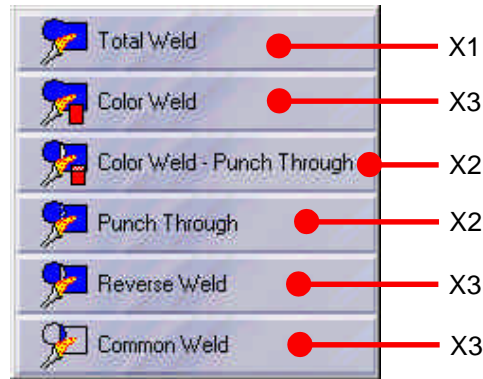 Total Weld X1
Color Weld X3
Color Weld - Punch Through X2
Punch Through X2
Reverse Weld X3
Common Weld X3